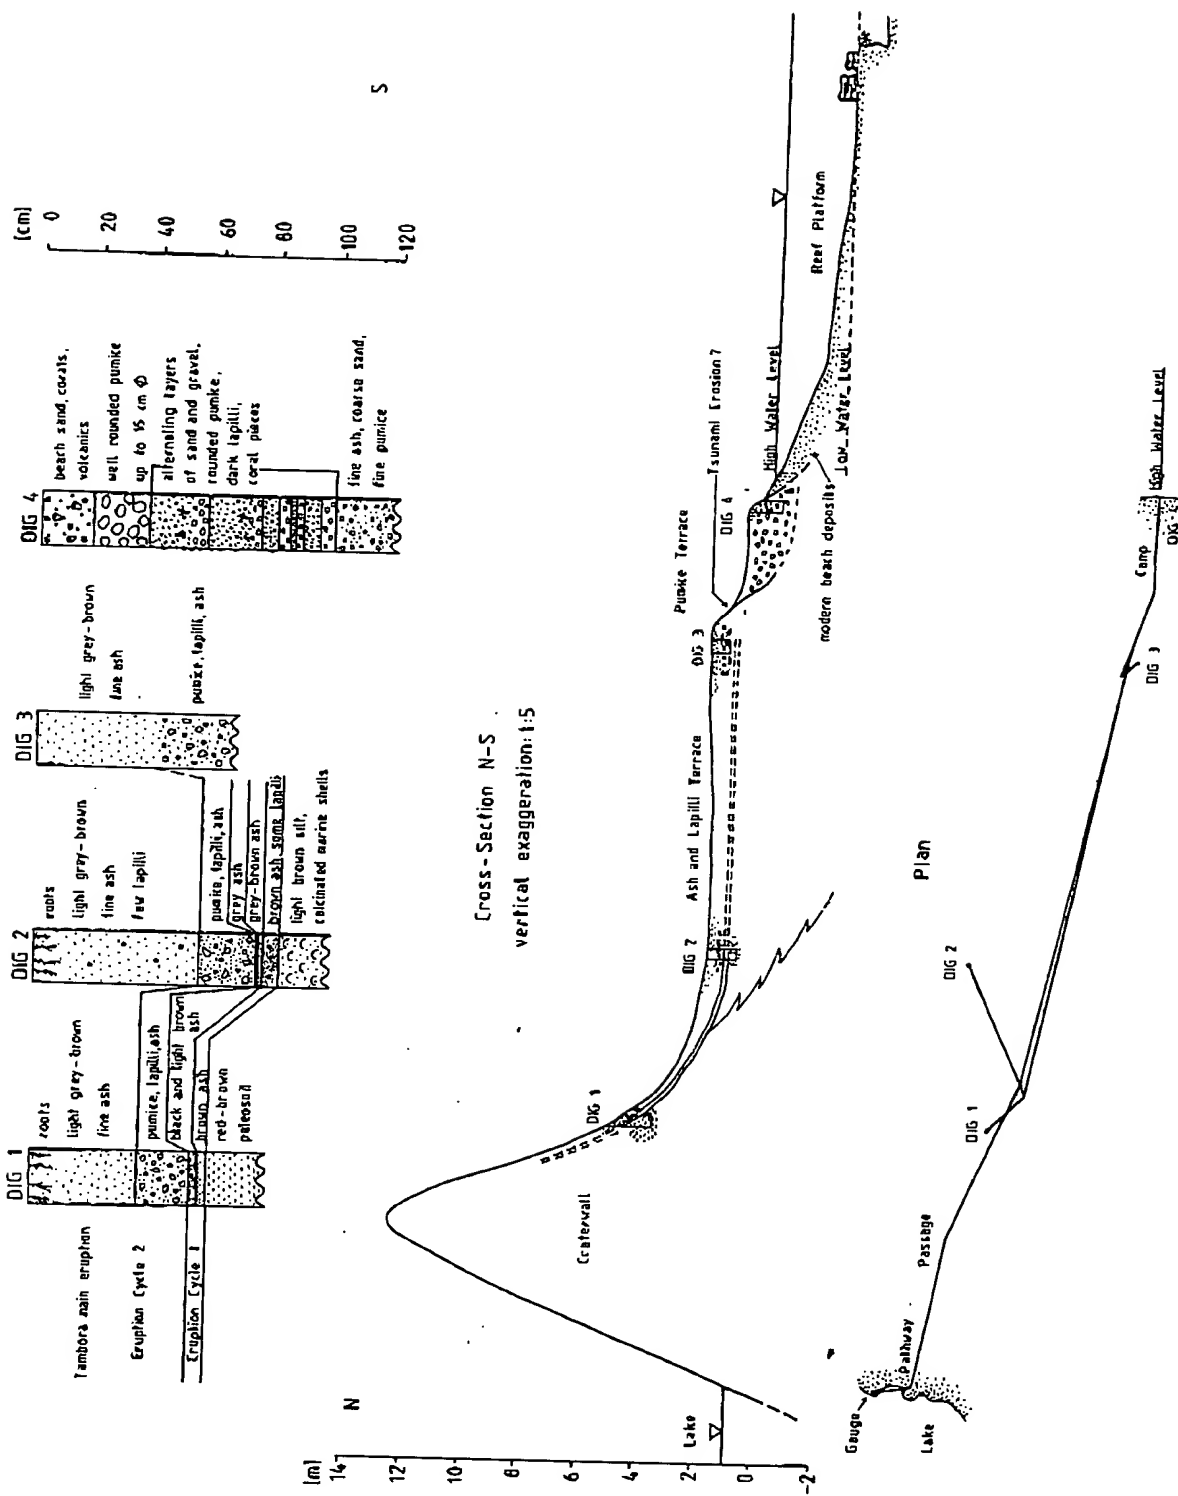 DIG 1
DIG 2
DIG 3
DIG 4
[cm]
0
20
40
60
80
100
120
roots
light grey-brown
fine ash
pumice, lapilli, ash
black and light brown
ash
brown ash
red-brown
paleosoil
roots
light grey-brown
fine ash
few lapilli
pumice, lapilli, ash
grey ash
grey-brown ash
brown ash some lapilli
light brown silt,
calcinated marine shells
light grey-brown
fine ash
pumice, lapilli, ash
beach sand, corals,
volcanics
well rounded pumice
up to 15 cm Φ
alternating layers
of sand and gravel,
rounded pumice,
dark lapilli,
coral pieces
fine ash, coarse sand,
fine pumice
Tambora main eruption
Eruption Cycle 2
Eruption Cycle 1
N
S
Cross-Section N-S
vertical exaggeration: 1:5
[m]
14
12
10
8
6
4
2
0
-2
Lake
Craterwall
DIG 1
DIG 2
Ash and Lapilli Terrace
DIG 3
Pumice Terrace
DIG 4
Tsunami Erosion?
High Water Level
Low Water Level
modern beach deposits
Reef Platform
Plan
Gauge
Lake
Pathway
Passage
DIG 1
DIG 2
DIG 3
Camp
DIG 4
High Water Level